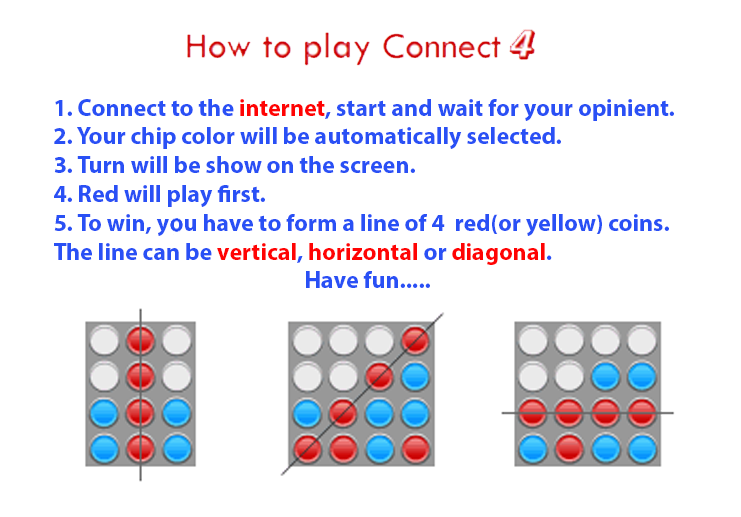 How to play Connect 4
1. Connect to the internet, start and wait for your opinient.
2. Your chip color will be automatically selected.
3. Turn will be show on the screen.
4. Red will play first.
5. To win, you have to form a line of 4  red(or yellow) coins.
The line can be vertical, horizontal or diagonal.
Have fun.....